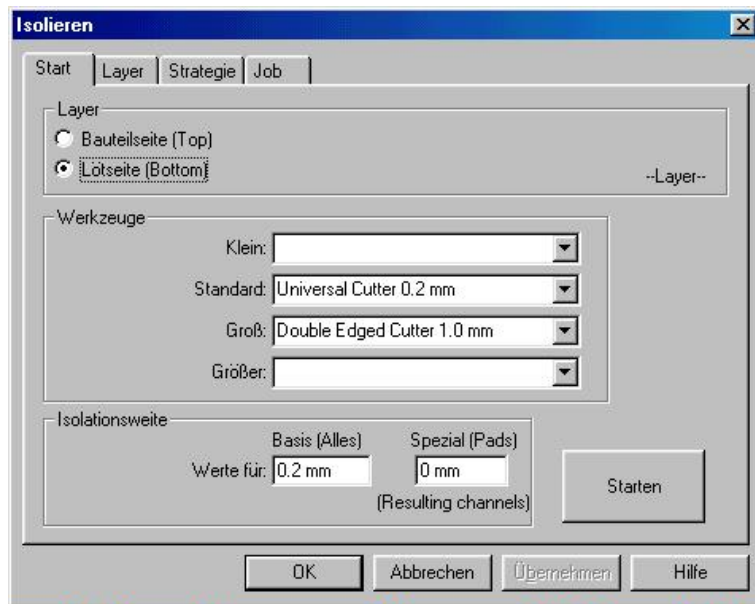 Isolieren
Start Layer Strategie Job
Layer
Bauteilseite (Top)
Lötseite (Bottom)
--Layer--
Werkzeuge
Klein:
Standard: Universal Cutter 0.2 mm
Groß: Double Edged Cutter 1.0 mm
Größer:
Isolationsweite
Basis (Alles) Spezial (Pads)
Werte für: 0.2 mm 0 mm
(Resulting channels)
Starten
OK Abbrechen Übernehmen Hilfe